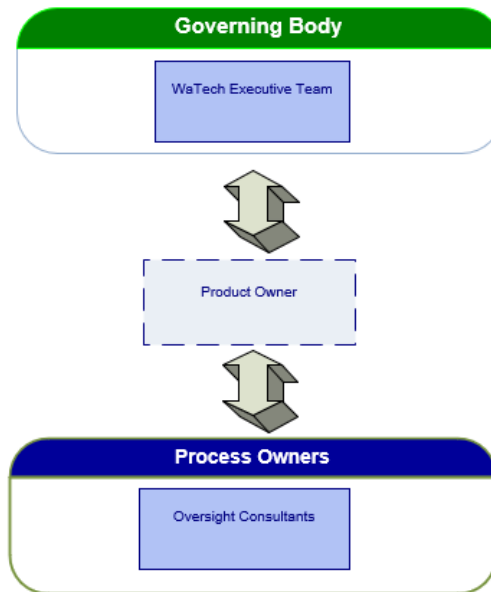 Governing Body
WaTech Executive Team
Product Owner
Process Owners
Oversight Consultants